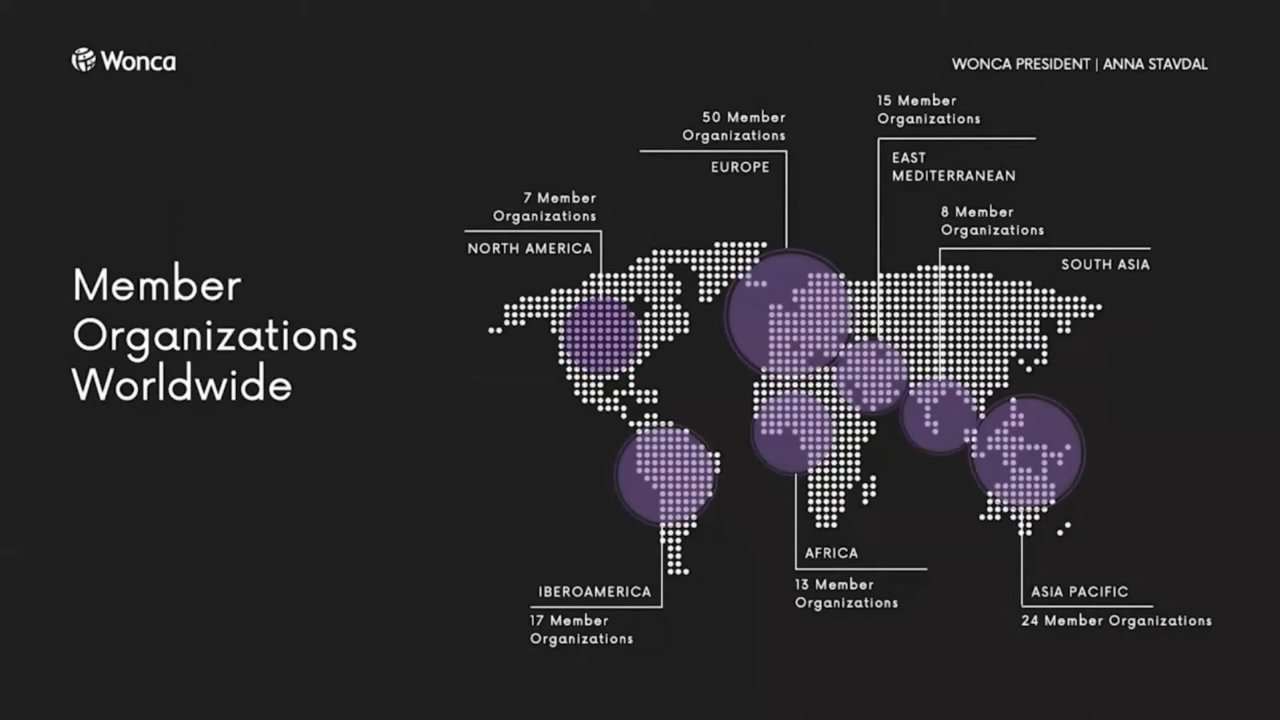 Wonca
WONCA PRESIDENT | ANNA STAVDAL
Member
Organizations
Worldwide
7 Member
Organizations
NORTH AMERICA
50 Member
Organizations
EUROPE
15 Member
Organizations
EAST
MEDITERRANEAN
8 Member
Organizations
SOUTH ASIA
IBEROAMERICA
17 Member
Organizations
AFRICA
13 Member
Organizations
ASIA PACIFIC
24 Member Organizations